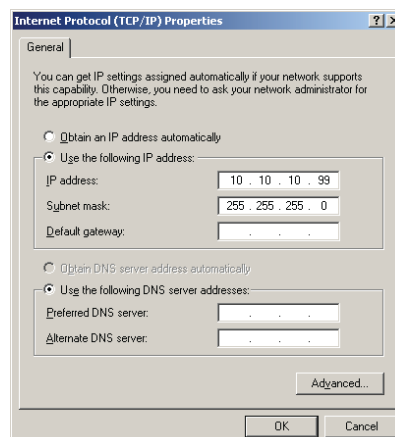 Internet Protocol (TCP/IP) Properties
General
You can get IP settings assigned automatically if your network supports
this capability. Otherwise, you need to ask your network administrator for
the appropriate IP settings.
Obtain an IP address automatically
Use the following IP address:
IP address: 10 . 10 . 10 . 99
Subnet mask: 255 . 255 . 255 . 0
Default gateway: . . .
Obtain DNS server address automatically
Use the following DNS server addresses:
Preferred DNS server: . . .
Alternate DNS server: . . .
Advanced...
OK Cancel